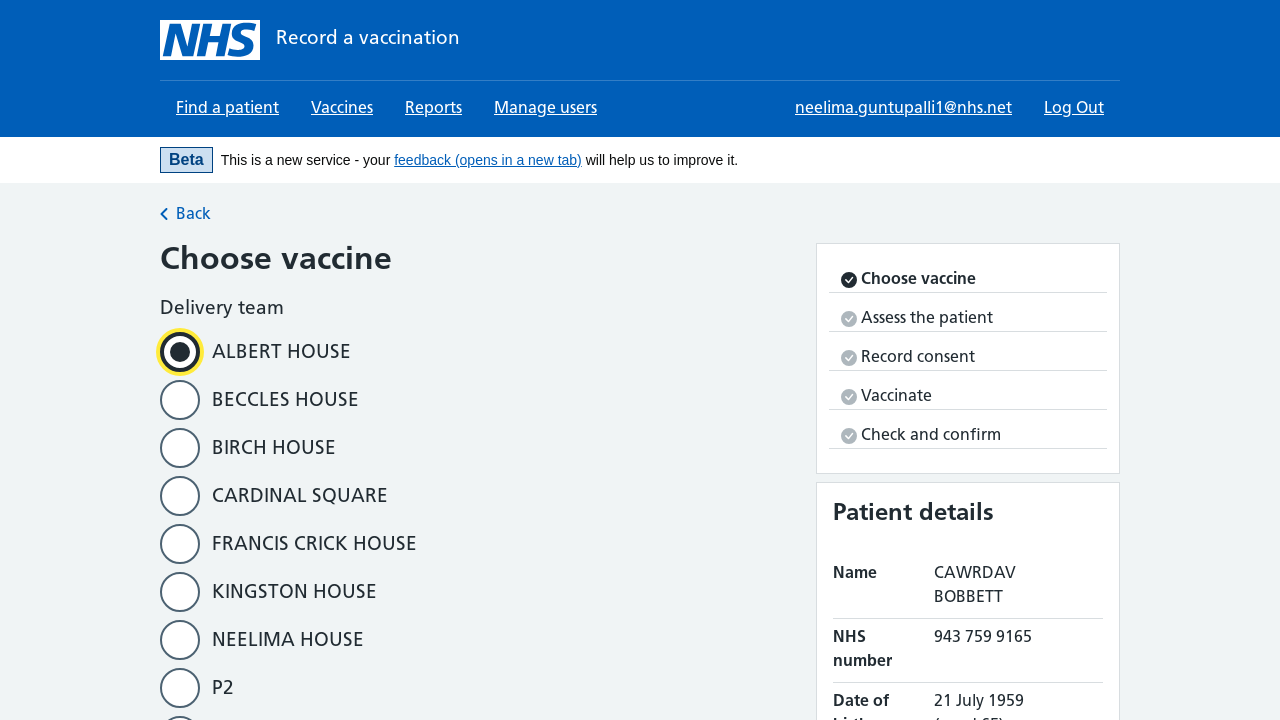 NHS Record a vaccination
Find a patient Vaccines Reports Manage users neelima.guntupalli1@nhs.net Log Out
Beta This is a new service - your feedback (opens in a new tab) will help us to improve it.
Back
Choose vaccine
Delivery team
ALBERT HOUSE
BECCLES HOUSE
BIRCH HOUSE
CARDINAL SQUARE
FRANCIS CRICK HOUSE
KINGSTON HOUSE
NEELIMA HOUSE
P2
Choose vaccine
Assess the patient
Record consent
Vaccinate
Check and confirm
Patient details
Name CAWRDAV
BOBBETT
NHS 943 759 9165
number
Date of 21 July 1959